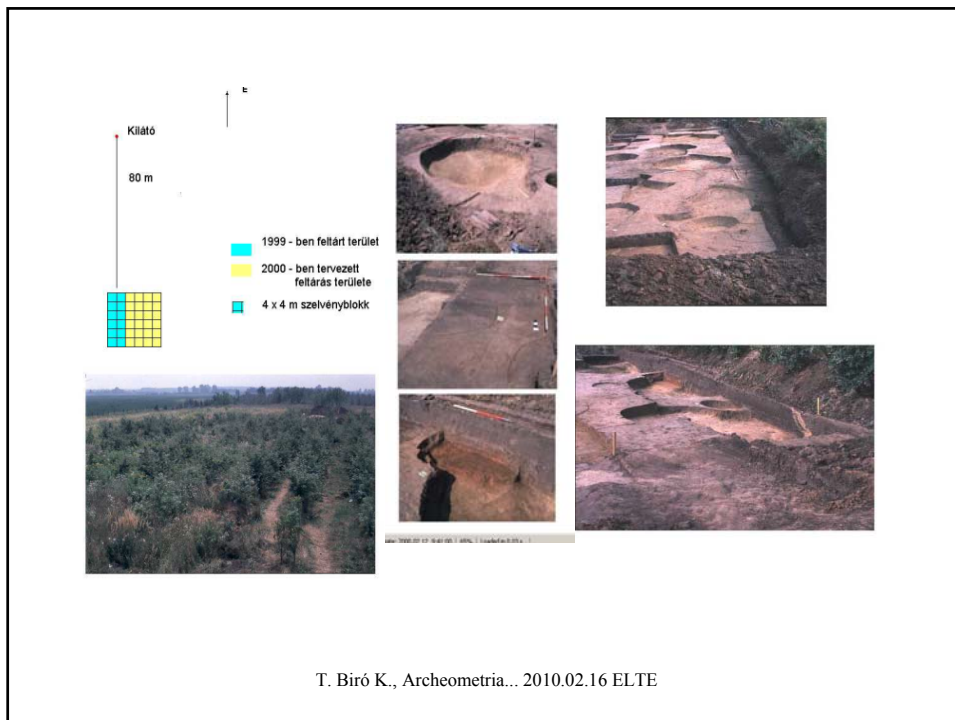 É
Kilátó
80 m
1999 - ben feltárt terület
2000 - ben tervezett
feltárás területe
4 x 4 m szelvényblokk
T. Biró K., Archeometria... 2010.02.16 ELTE